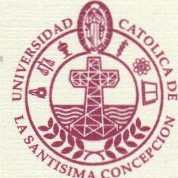 UNIVERSIDAD CATOLICA DE
LA SANTISIMA CONCEPCION